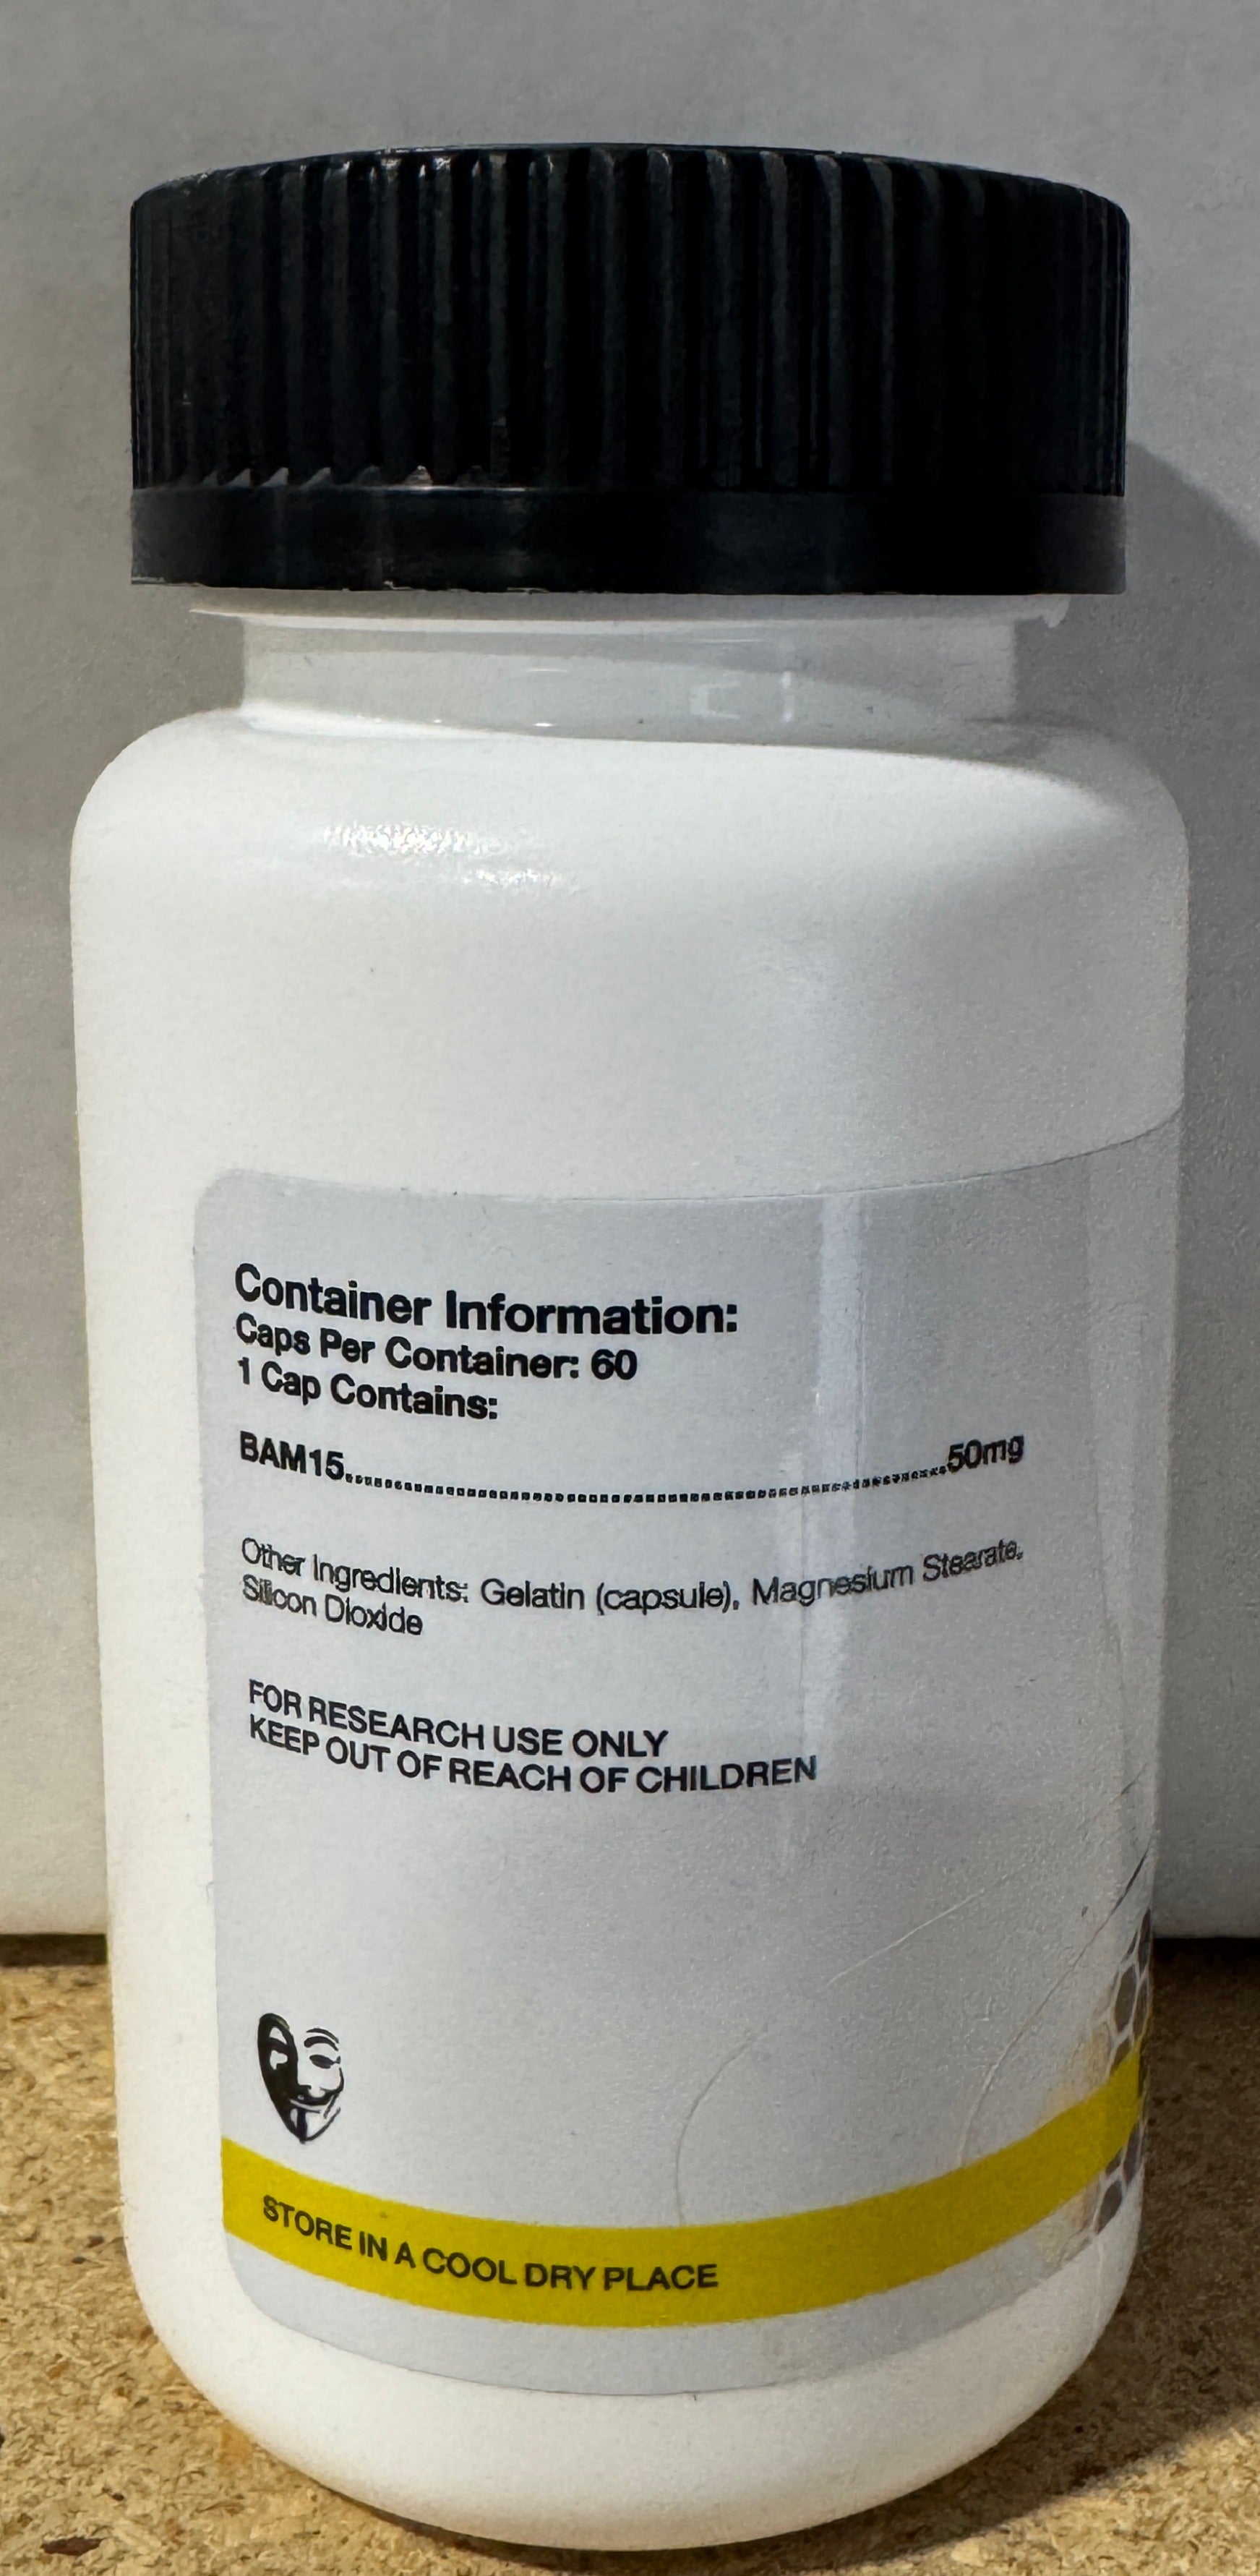 Container Information:
Caps Per Container: 60
1 Cap Contains:
BAM15..........................................................................50mg
Other Ingredients: Gelatin (capsule), Magnesium Stearate,
Silicon Dioxide
FOR RESEARCH USE ONLY
KEEP OUT OF REACH OF CHILDREN
STORE IN A COOL DRY PLACE